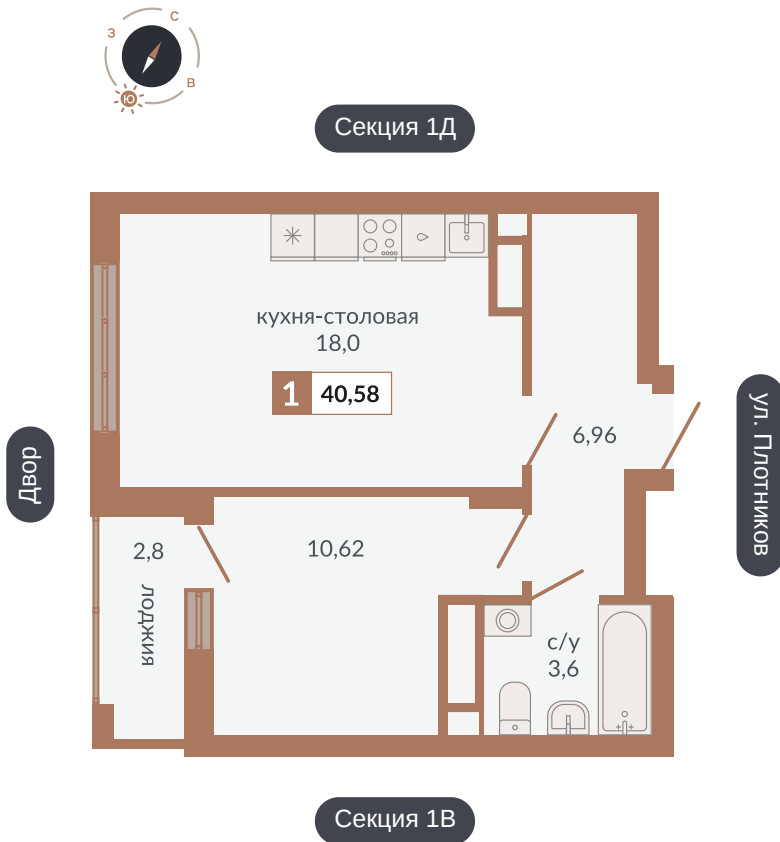 С
З
В
Ю
Секция 1Д
кухня-столовая
18,0
1 40,58
6,96
ул. Плотников
Двор
2,8
лоджия
10,62
с/у
3,6
Секция 1В